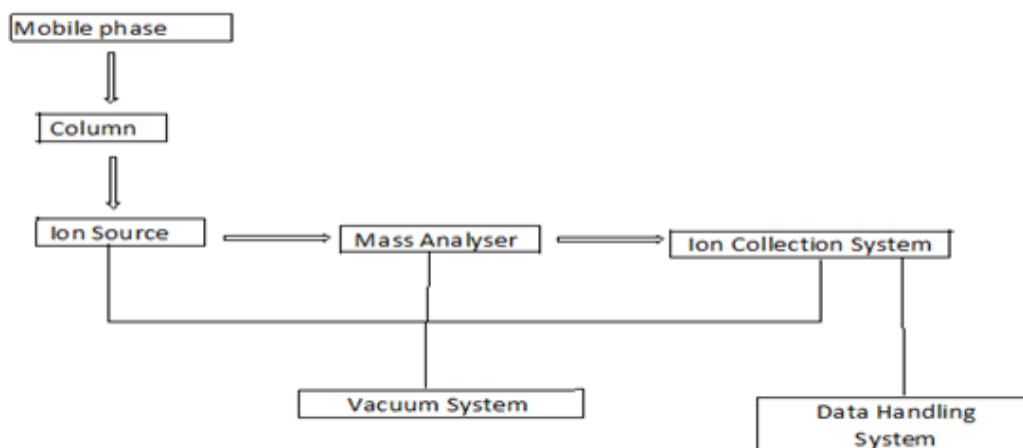 Mobile phase
Column
Ion Source
Mass Analyser
Ion Collection System
Vacuum System
Data Handling
System